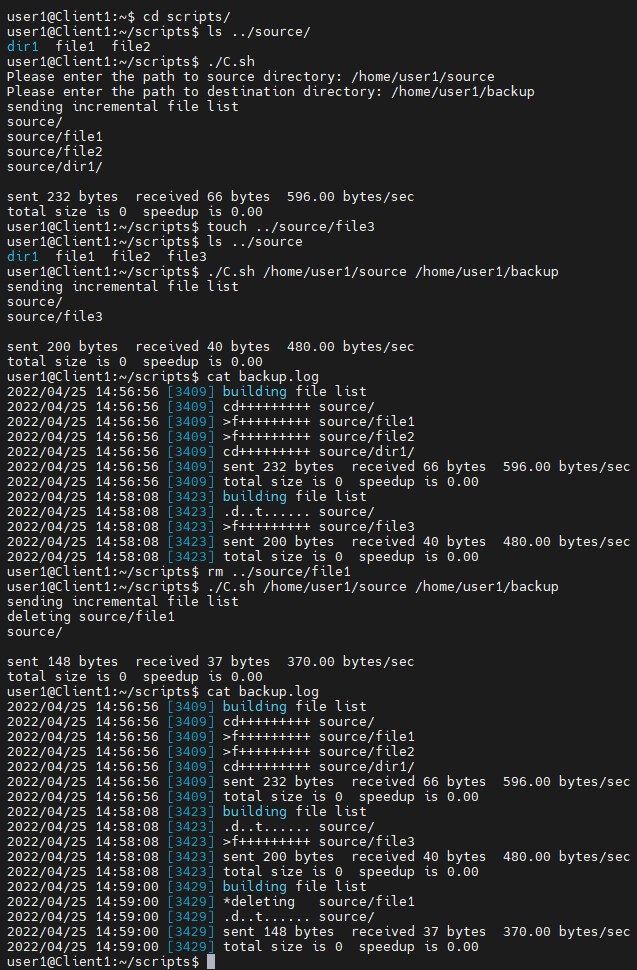 user1@Client1:~$ cd scripts/
user1@Client1:~/scripts$ ls ../source/
dir1  file1  file2
user1@Client1:~/scripts$ ./C.sh
Please enter the path to source directory: /home/user1/source
Please enter the path to destination directory: /home/user1/backup
sending incremental file list
source/
source/file1
source/file2
source/dir1/

sent 232 bytes  received 66 bytes  596.00 bytes/sec
total size is 0  speedup is 0.00
user1@Client1:~/scripts$ touch ../source/file3
user1@Client1:~/scripts$ ls ../source
dir1  file1  file2  file3
user1@Client1:~/scripts$ ./C.sh /home/user1/source /home/user1/backup
sending incremental file list
source/
source/file3

sent 200 bytes  received 40 bytes  480.00 bytes/sec
total size is 0  speedup is 0.00
user1@Client1:~/scripts$ cat backup.log
2022/04/25 14:56:56 [3409] building file list
2022/04/25 14:56:56 [3409] cd+++++++++ source/
2022/04/25 14:56:56 [3409] >f+++++++++ source/file1
2022/04/25 14:56:56 [3409] >f+++++++++ source/file2
2022/04/25 14:56:56 [3409] cd+++++++++ source/dir1/
2022/04/25 14:56:56 [3409] sent 232 bytes  received 66 bytes  596.00 bytes/sec
2022/04/25 14:56:56 [3409] total size is 0  speedup is 0.00
2022/04/25 14:58:08 [3423] building file list
2022/04/25 14:58:08 [3423] .d..t...... source/
2022/04/25 14:58:08 [3423] >f+++++++++ source/file3
2022/04/25 14:58:08 [3423] sent 200 bytes  received 40 bytes  480.00 bytes/sec
2022/04/25 14:58:08 [3423] total size is 0  speedup is 0.00
user1@Client1:~/scripts$ rm ../source/file1
user1@Client1:~/scripts$ ./C.sh /home/user1/source /home/user1/backup
sending incremental file list
deleting source/file1
source/

sent 148 bytes  received 37 bytes  370.00 bytes/sec
total size is 0  speedup is 0.00
user1@Client1:~/scripts$ cat backup.log
2022/04/25 14:56:56 [3409] building file list
2022/04/25 14:56:56 [3409] cd+++++++++ source/
2022/04/25 14:56:56 [3409] >f+++++++++ source/file1
2022/04/25 14:56:56 [3409] >f+++++++++ source/file2
2022/04/25 14:56:56 [3409] cd+++++++++ source/dir1/
2022/04/25 14:56:56 [3409] sent 232 bytes  received 66 bytes  596.00 bytes/sec
2022/04/25 14:56:56 [3409] total size is 0  speedup is 0.00
2022/04/25 14:58:08 [3423] building file list
2022/04/25 14:58:08 [3423] .d..t...... source/
2022/04/25 14:58:08 [3423] >f+++++++++ source/file3
2022/04/25 14:58:08 [3423] sent 200 bytes  received 40 bytes  480.00 bytes/sec
2022/04/25 14:58:08 [3423] total size is 0  speedup is 0.00
2022/04/25 14:59:00 [3429] building file list
2022/04/25 14:59:00 [3429] *deleting   source/file1
2022/04/25 14:59:00 [3429] .d..t...... source/
2022/04/25 14:59:00 [3429] sent 148 bytes  received 37 bytes  370.00 bytes/sec
2022/04/25 14:59:00 [3429] total size is 0  speedup is 0.00
user1@Client1:~/scripts$